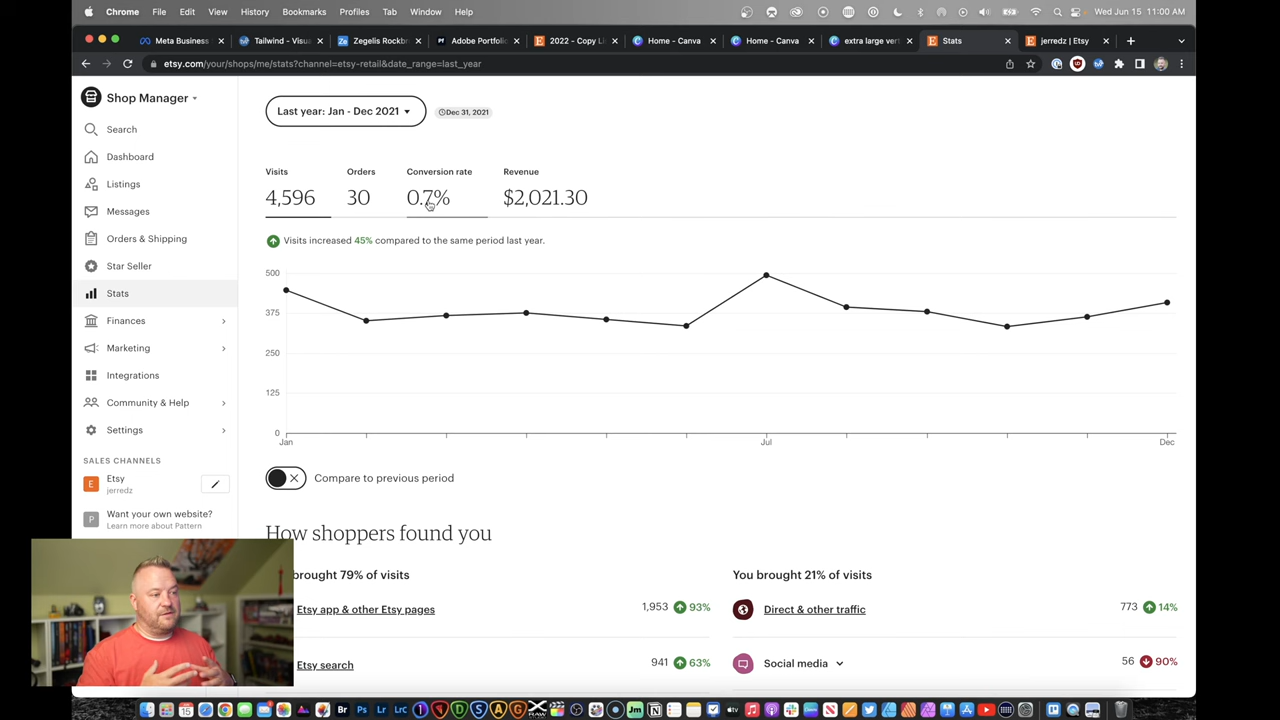 Chrome File Edit View History Bookmarks Profiles Tab Window Help Wed Jun 15 11:00 AM
Meta Business Tailwind - Visua Zegelis Rockbr Adobe Portfolio 2022 - Copy Li Home - Canva Home - Canva extra large vert Stats jerredz | Etsy
etsy.com/your/shops/me/stats?channel=etsy-retail&date_range=last_year
Shop Manager
Search
Dashboard
Listings
Messages
Orders & Shipping
Star Seller
Stats
Finances
Marketing
Integrations
Community & Help
Settings
SALES CHANNELS
Etsy
jerredz
Want your own website?
Learn more about Pattern
Last year: Jan - Dec 2021 Dec 31, 2021
Visits Orders Conversion rate Revenue
4,596 30 0.7% $2,021.30
Visits increased 45% compared to the same period last year.
500
375
250
125
0
Jan Jul Dec
Compare to previous period
How shoppers found you
brought 79% of visits You brought 21% of visits
Etsy app & other Etsy pages 1,953 93% Direct & other traffic 773 14%
Etsy search 941 63% Social media 56 90%